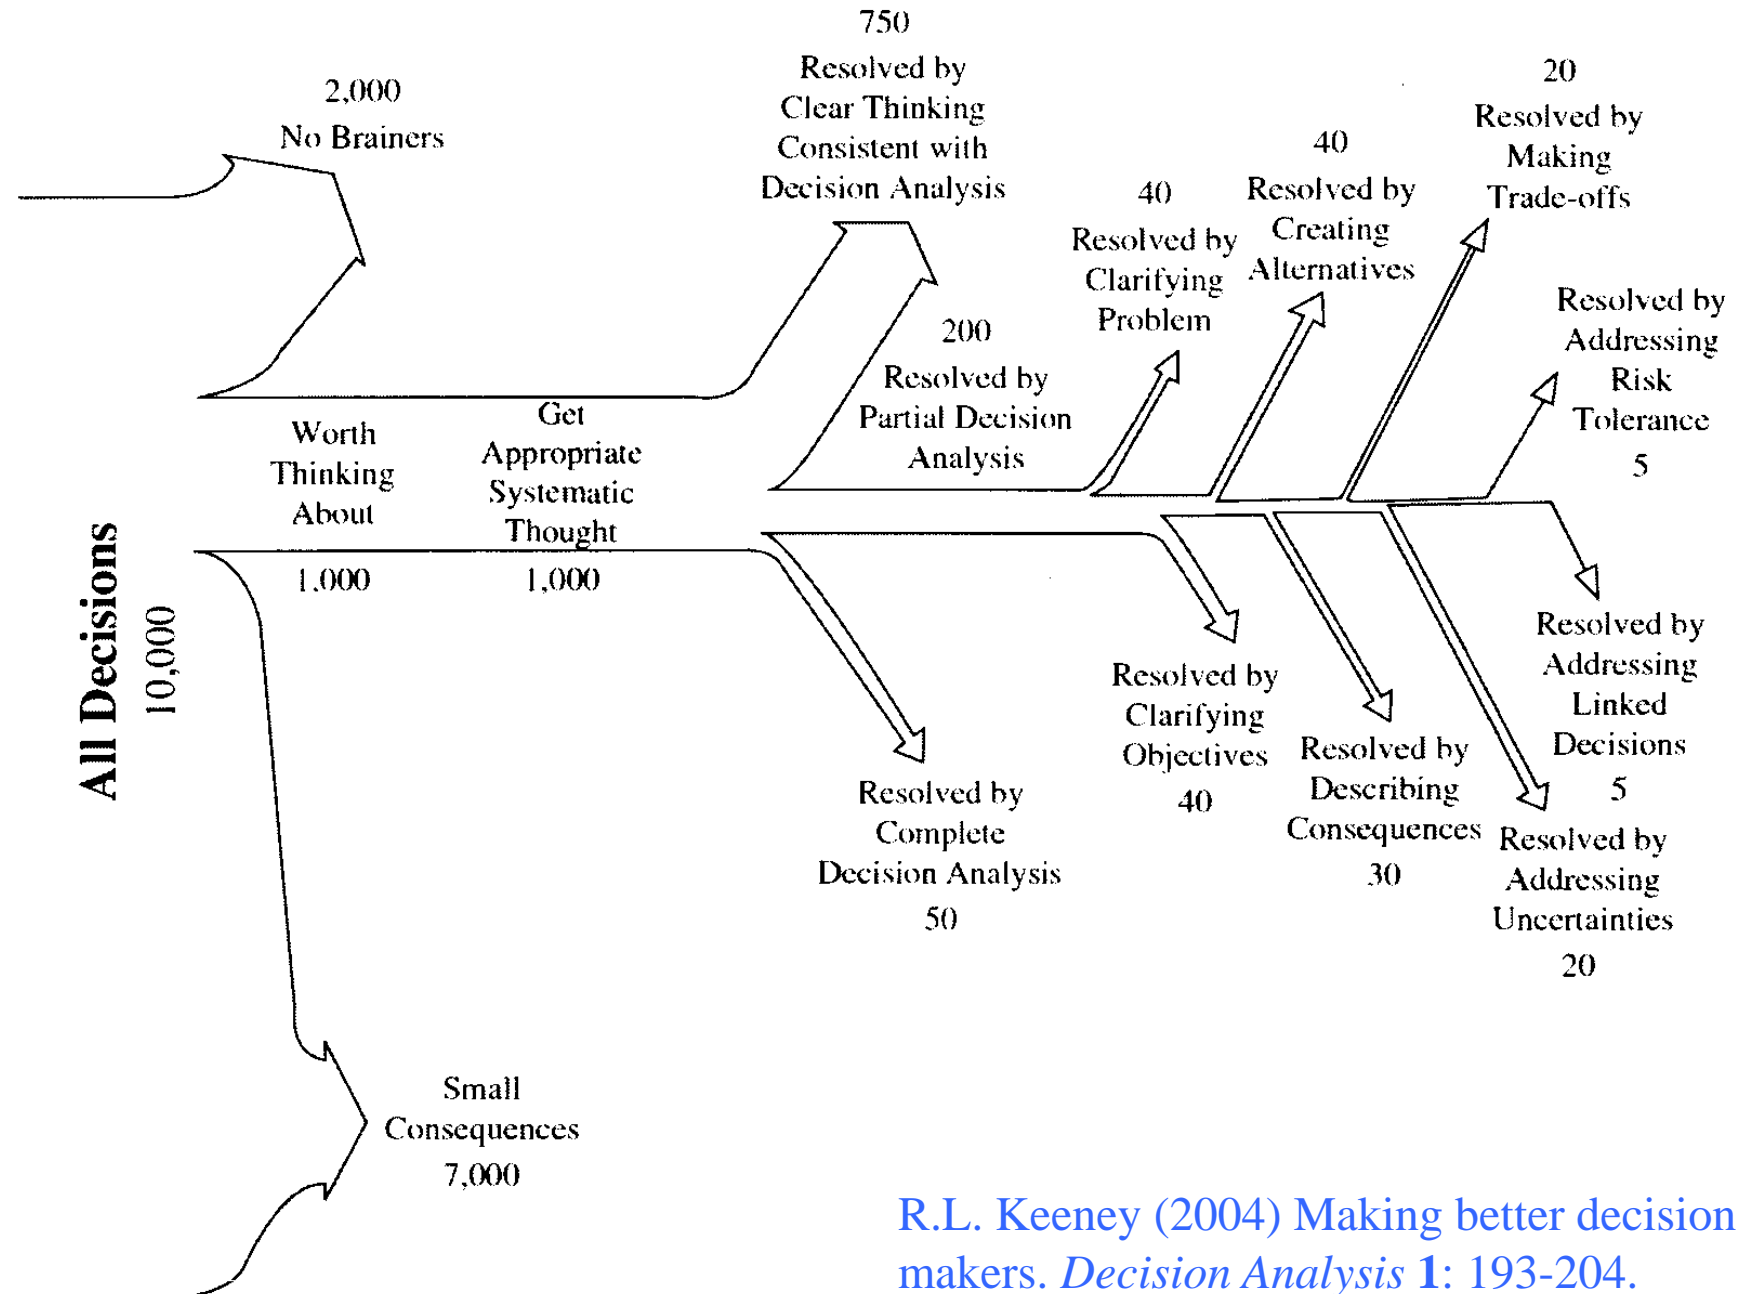 All Decisions
10,000
2,000
No Brainers
Worth
Thinking
About
1,000
Get
Appropriate
Systematic
Thought
1,000
Small
Consequences
7,000
750
Resolved by
Clear Thinking
Consistent with
Decision Analysis
200
Resolved by
Partial Decision
Analysis
Resolved by
Complete
Decision Analysis
50
40
Resolved by
Clarifying
Problem
40
Resolved by
Creating
Alternatives
20
Resolved by
Making
Trade-offs
Resolved by
Addressing
Risk
Tolerance
5
Resolved by
Clarifying
Objectives
40
Resolved by
Describing
Consequences
30
Resolved by
Addressing
Linked
Decisions
5
Resolved by
Addressing
Uncertainties
20
R.L. Keeney (2004) Making better decision
makers. Decision Analysis 1: 193-204.